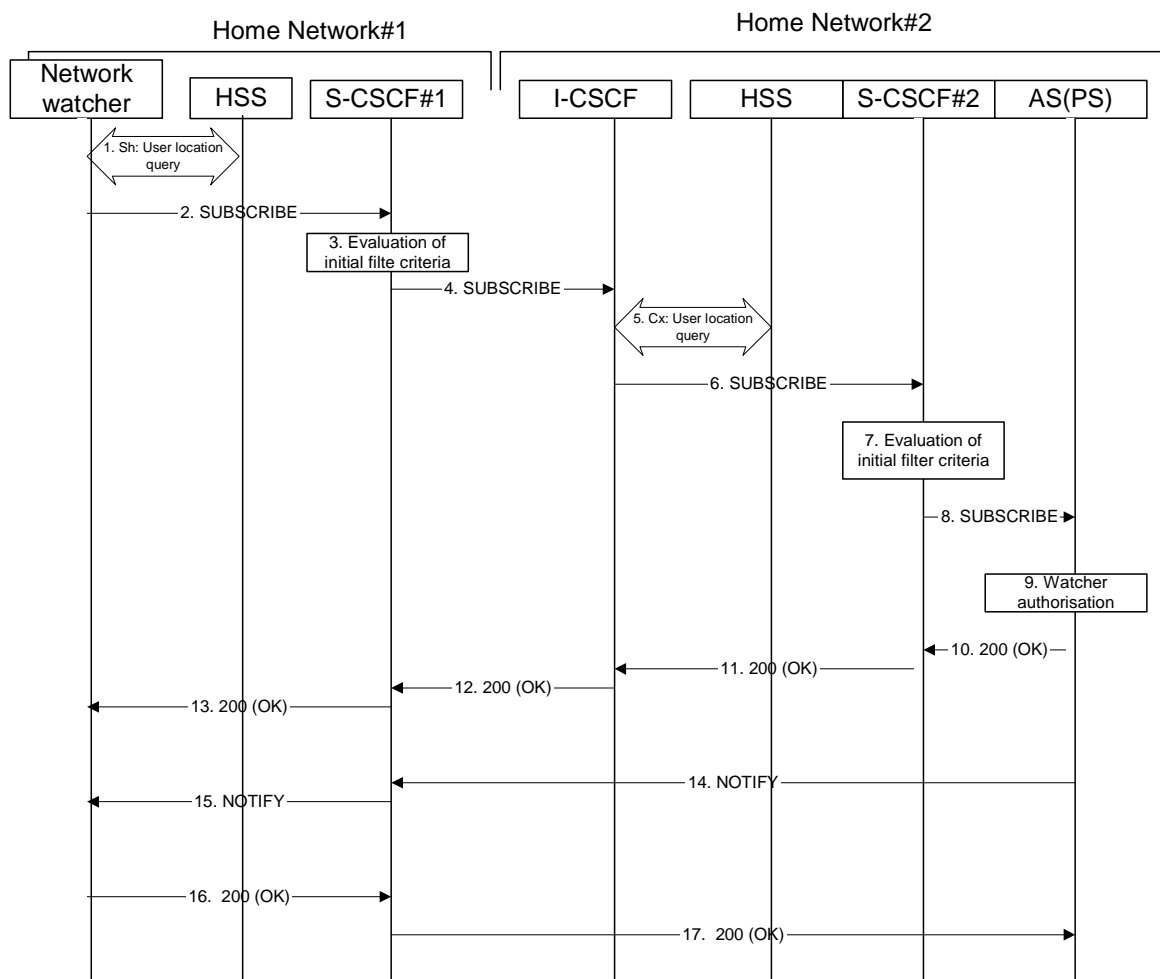 Home Network#1
Home Network#2
Network
watcher
HSS
S-CSCF#1
I-CSCF
HSS
S-CSCF#2
AS(PS)
1. Sh: User location
query
2. SUBSCRIBE
3. Evaluation of
initial filte criteria
4. SUBSCRIBE
5. Cx: User location
query
6. SUBSCRIBE
7. Evaluation of
initial filter criteria
8. SUBSCRIBE
9. Watcher
authorisation
10. 200 (OK)
11. 200 (OK)
12. 200 (OK)
13. 200 (OK)
14. NOTIFY
15. NOTIFY
16. 200 (OK)
17. 200 (OK)